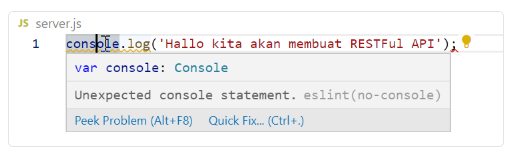 JS server.js
1 console.log('Hallo kita akan membuat RESTFul API');
var console: Console
Unexpected console statement. eslint(no-console)
Peek Problem (Alt+F8) Quick Fix... (Ctrl+.)